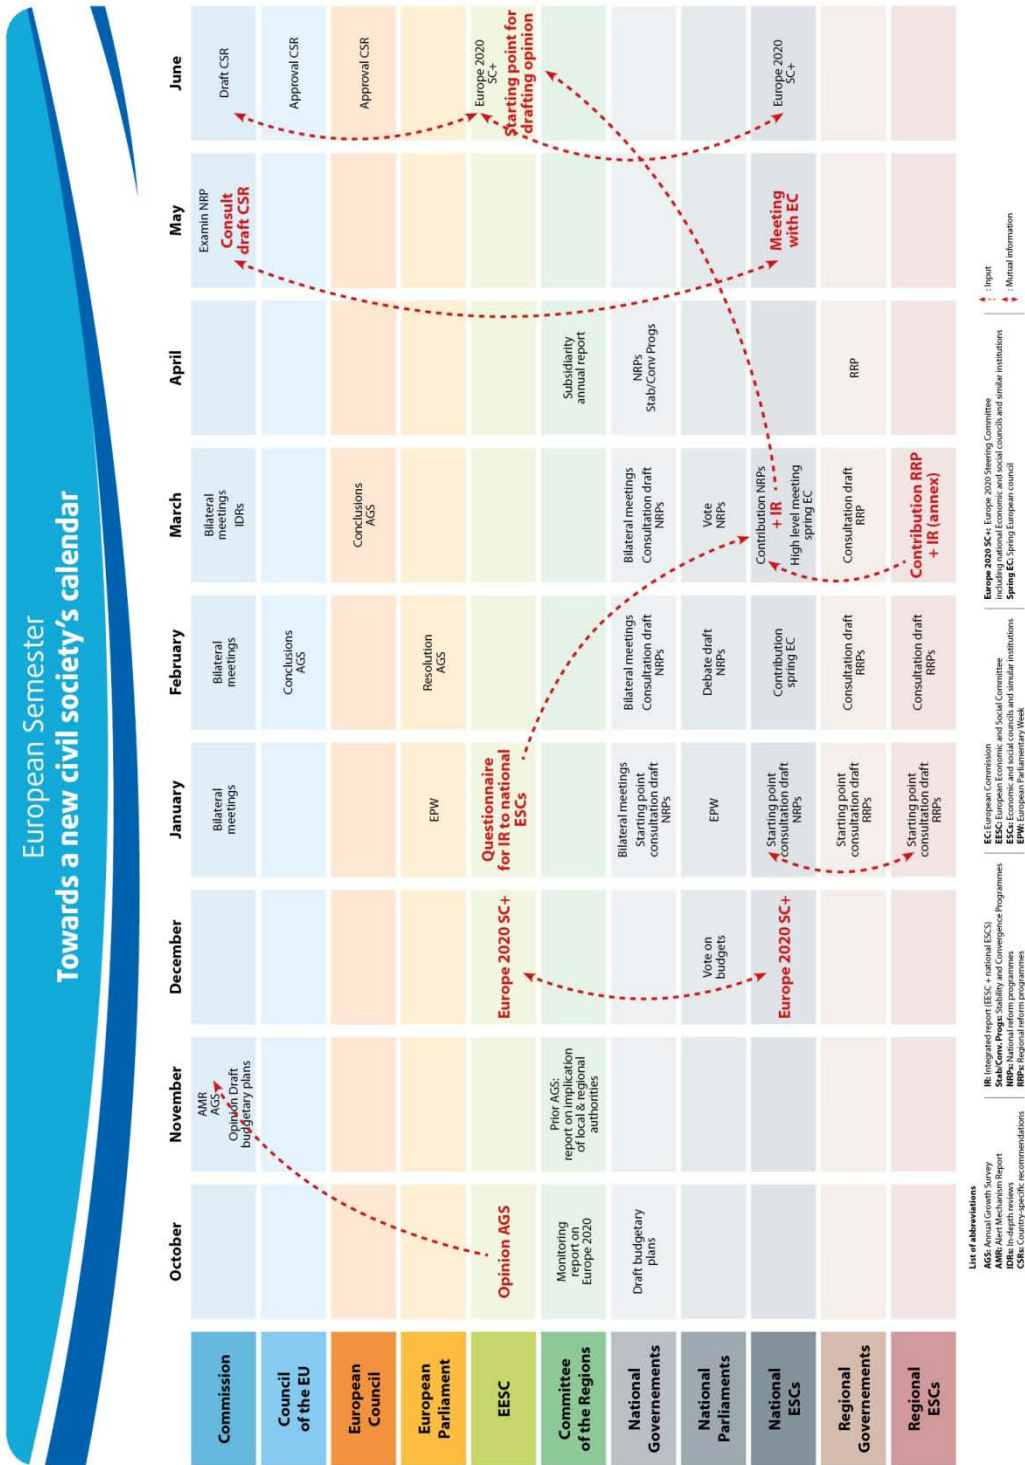 European Semester
Towards a new civil society's calendar
October
November
December
January
February
March
April
May
June
Commission
AMR
AGS
Opinion Draft
budgetary plans
Bilateral
meetings
Bilateral
meetings
Bilateral
meetings
IDRs
Examin NRP
Consult
draft CSR
Draft CSR
Council
of the EU
Conclusions
AGS
Approval CSR
European
Council
Conclusions
AGS
Approval CSR
European
Parliament
EPW
Resolution
AGS
EESC
Opinion AGS
Europe 2020 SC+
Questionnaire
for IR to national
ESCs
Europe 2020
SC+
Starting point for
drafting opinion
Committee
of the Regions
Monitoring
report on
Europe 2020
Prior AGS:
report on implication
of local & regional
authorities
Subsidiarity
annual report
National
Governements
Draft budgetary
plans
Bilateral meetings
Starting point
consultation draft
NRPs
Bilateral meetings
Consultation draft
NRPs
Bilateral meetings
Consultation draft
NRPs
NRPs
Stab/Conv Progs
National
Parliaments
Vote on
budgets
EPW
Debate draft
NRPs
Vote
NRPs
National
ESCs
Europe 2020 SC+
Starting point
consultation draft
NRPs
Contribution
spring EC
Contribution NRPs
+ IR
High level meeting
spring EC
Meeting
with EC
Europe 2020
SC+
Regional
Governements
Starting point
consultation draft
RRPs
Consultation draft
RRPs
Consultation draft
RRP
RRP
Regional
ESCs
Starting point
consultation draft
RRPs
Consultation draft
RRPs
Contribution RRP
+ IR (annex)
List of abbreviations
AGS: Annual Growth Survey
AMR: Alert Mechanism Report
IDRs: In-depth reviews
CSRs: Country-specific recommendations
IR: Integrated report (EESC + national ESCS)
Stab/Conv. Progs: Stability and Convergence Programmes
NRPs: National reform programmes
RRPs: Regional reform programmes
EC: European Commission
EESC: European Economic and Social Committee
ESCs: Economic and social councils and simular institutions
EPW: European Parliamentary Week
Europe 2020 SC+: Europe 2020 Steering Committee
including national Economic and social councils and similar institutions
Spring EC: Spring European council
: Input
: Mutual information